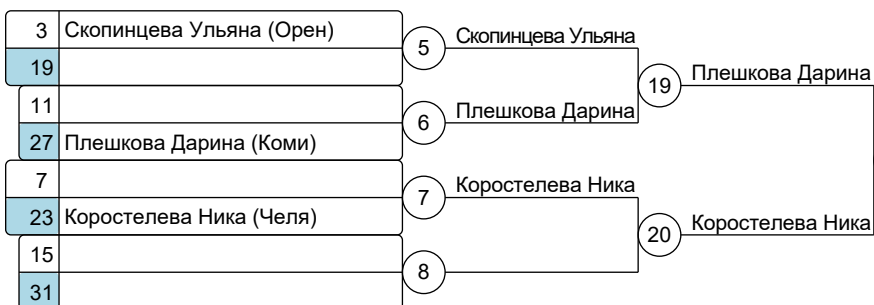 3 Скопинцева Ульяна (Орен)
5 Скопинцева Ульяна
19
19 Плешкова Дарина
11
6 Плешкова Дарина
27 Плешкова Дарина (Коми)
7
7 Коростелева Ника
23 Коростелева Ника (Челя)
20 Коростелева Ника
15
8
31